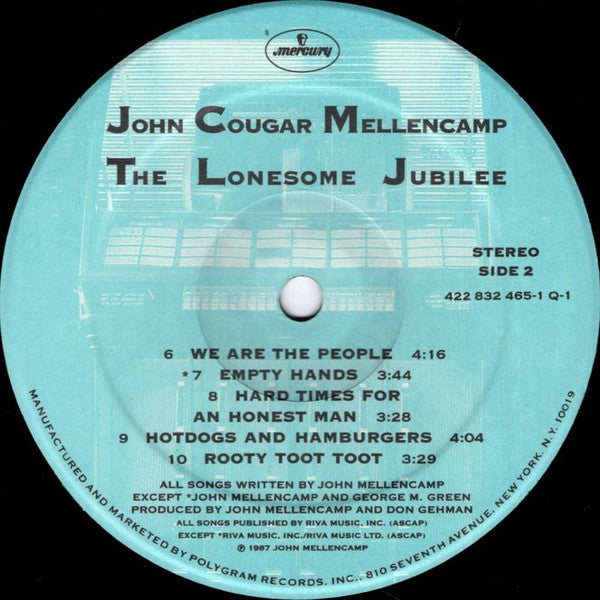 mercury
JOHN COUGAR MELLENCAMP
THE LONESOME JUBILEE
STEREO
SIDE 2
422 832 465-1 Q-1
6 WE ARE THE PEOPLE 4:16
*7 EMPTY HANDS 3:44
8 HARD TIMES FOR
AN HONEST MAN 3:28
9 HOTDOGS AND HAMBURGERS 4:04
10 ROOTY TOOT TOOT 3:29
ALL SONGS WRITTEN BY JOHN MELLENCAMP
EXCEPT *JOHN MELLENCAMP AND GEORGE M. GREEN
PRODUCED BY JOHN MELLENCAMP AND DON GEHMAN
ALL SONGS PUBLISHED BY RIVA MUSIC, INC. (ASCAP)
EXCEPT *RIVA MUSIC, INC./RIVA MUSIC LTD. (ASCAP)
℗ 1987 JOHN MELLENCAMP
MANUFACTURED AND MARKETED BY POLYGRAM RECORDS, INC., 810 SEVENTH AVENUE, NEW YORK, N.Y. 10019